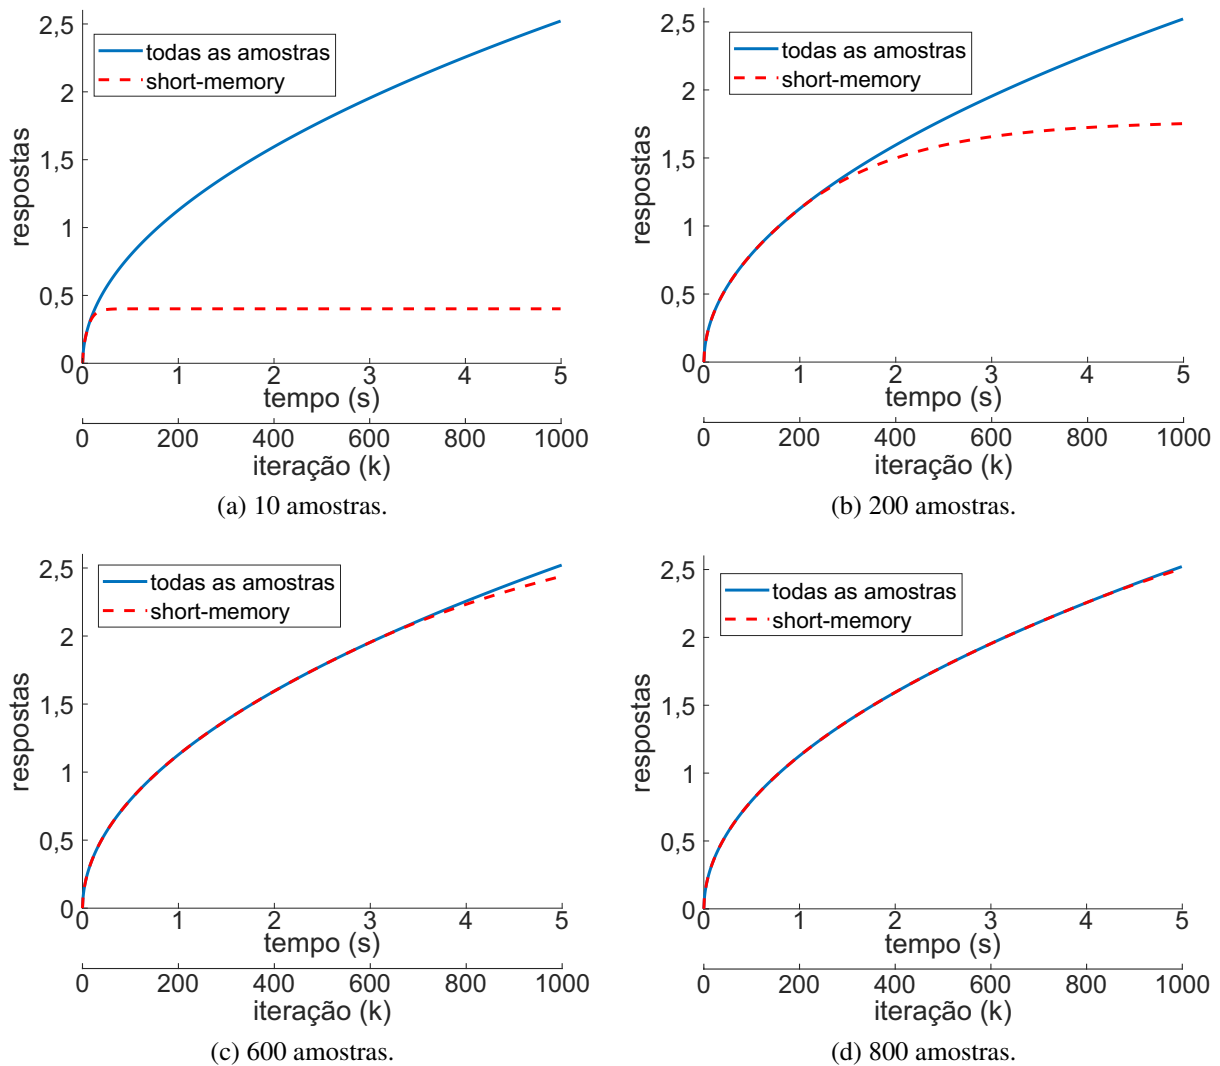 2,5
2
1,5
1
0,5
0
respostas
todas as amostras
short-memory
0 1 2 3 4 5
tempo (s)
0 200 400 600 800 1000
iteração (k)
(a) 10 amostras.
2,5
2
1,5
1
0,5
0
respostas
todas as amostras
short-memory
0 1 2 3 4 5
tempo (s)
0 200 400 600 800 1000
iteração (k)
(b) 200 amostras.
2,5
2
1,5
1
0,5
0
respostas
todas as amostras
short-memory
0 1 2 3 4 5
tempo (s)
0 200 400 600 800 1000
iteração (k)
(c) 600 amostras.
2,5
2
1,5
1
0,5
0
respostas
todas as amostras
short-memory
0 1 2 3 4 5
tempo (s)
0 200 400 600 800 1000
iteração (k)
(d) 800 amostras.